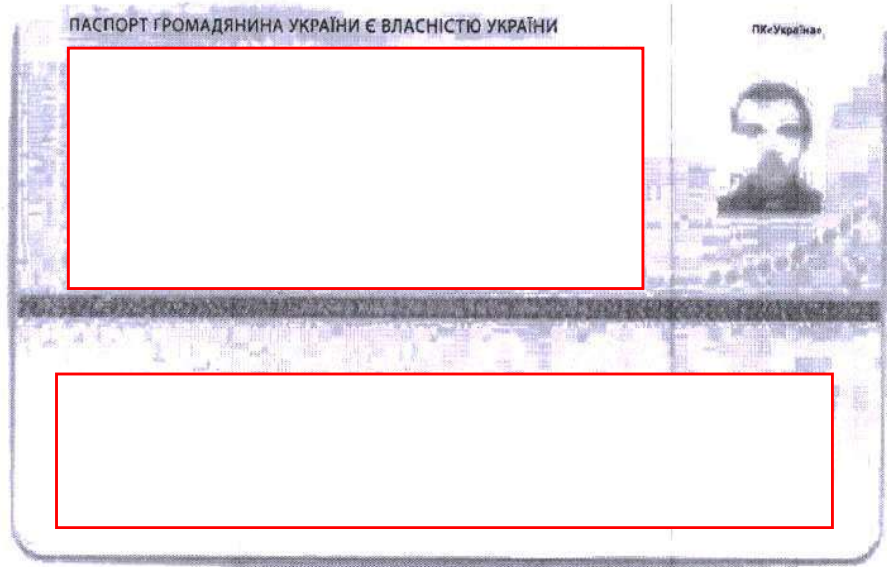 ПАСПОРТ ГРОМАДЯНИНА УКРАЇНИ Є ВЛАСНІСТЮ УКРАЇНИ
ПК«Україна»